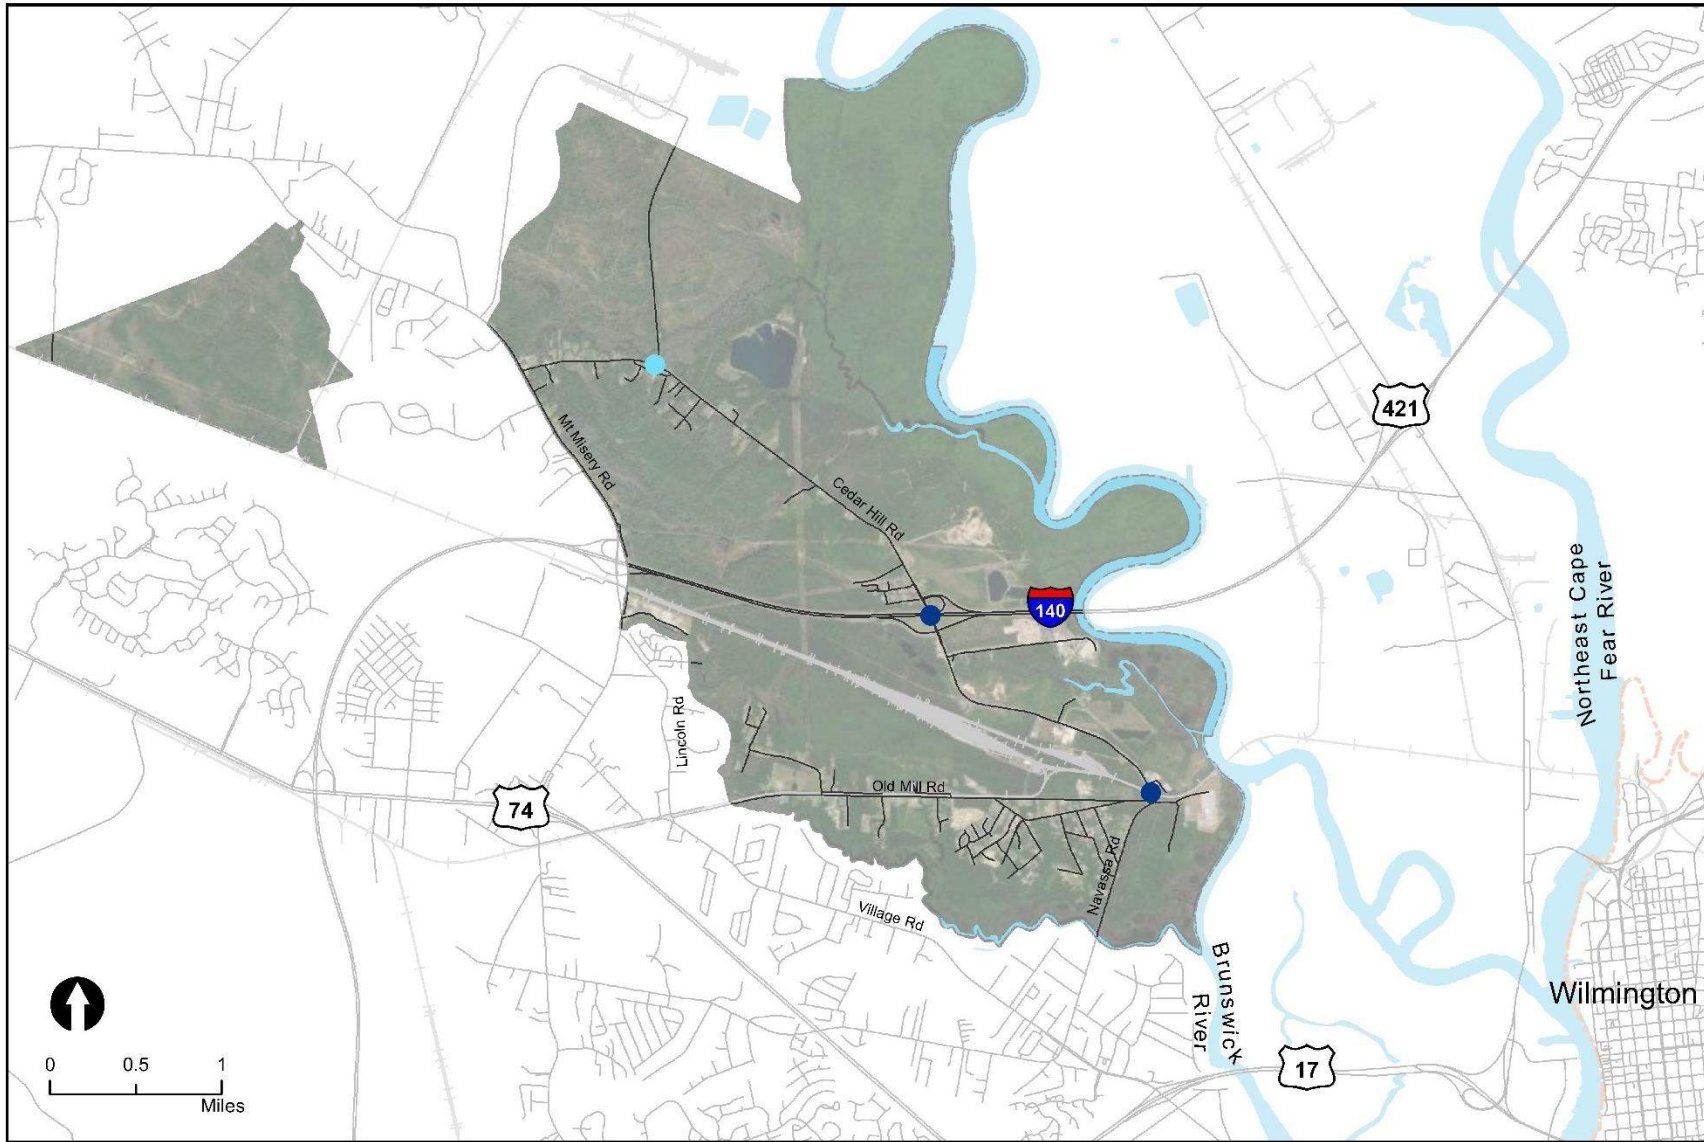 421
Mt Misery Rd
Cedar Hill Rd
140
Northeast Cape
Fear River
Lincoln Rd
74
Old Mill Rd
Navassa Rd
Village Rd
Brunswick
River
Wilmington
17
0 0.5 1
Miles